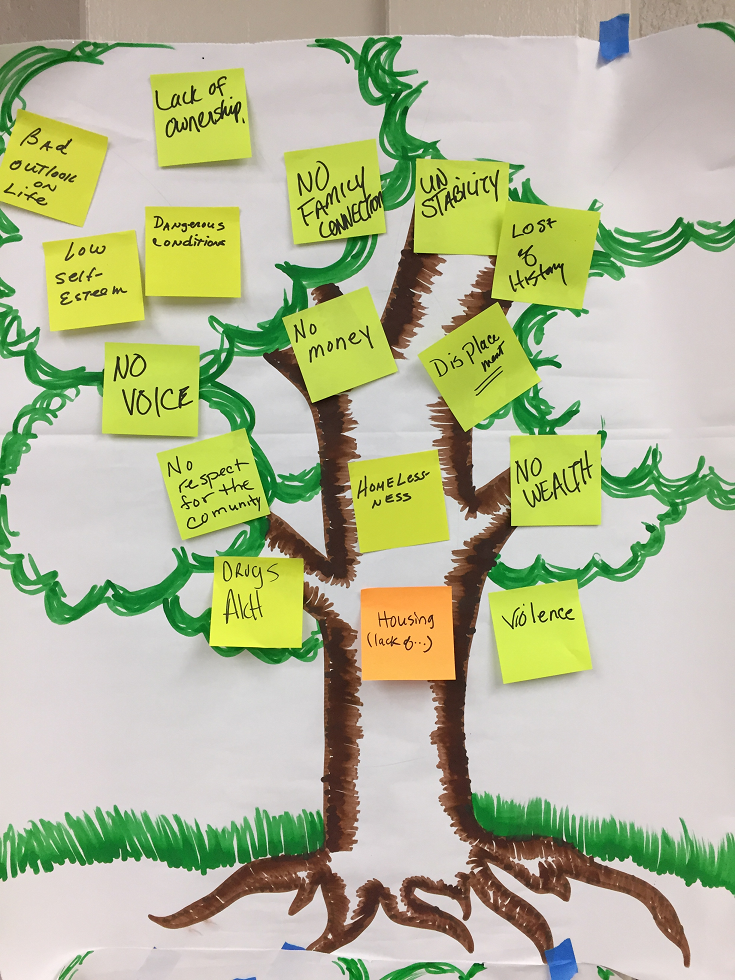 Lack of
ownership.
BAD
OUTLOOK
ON
Life
NO
FAMILY
CONNECTION
UN
STABILITY
LOST
of
HISTORY
LOW
Self-
ESTEEM
DANGEROUS
CONDITIONS
No
money
Displace
ment
NO
VOICE
No
respect
for the
comunity
HOMELESS-
NESS
NO
WEALTH
DRUGS
AlcH
Housing
(lack of...)
Violence